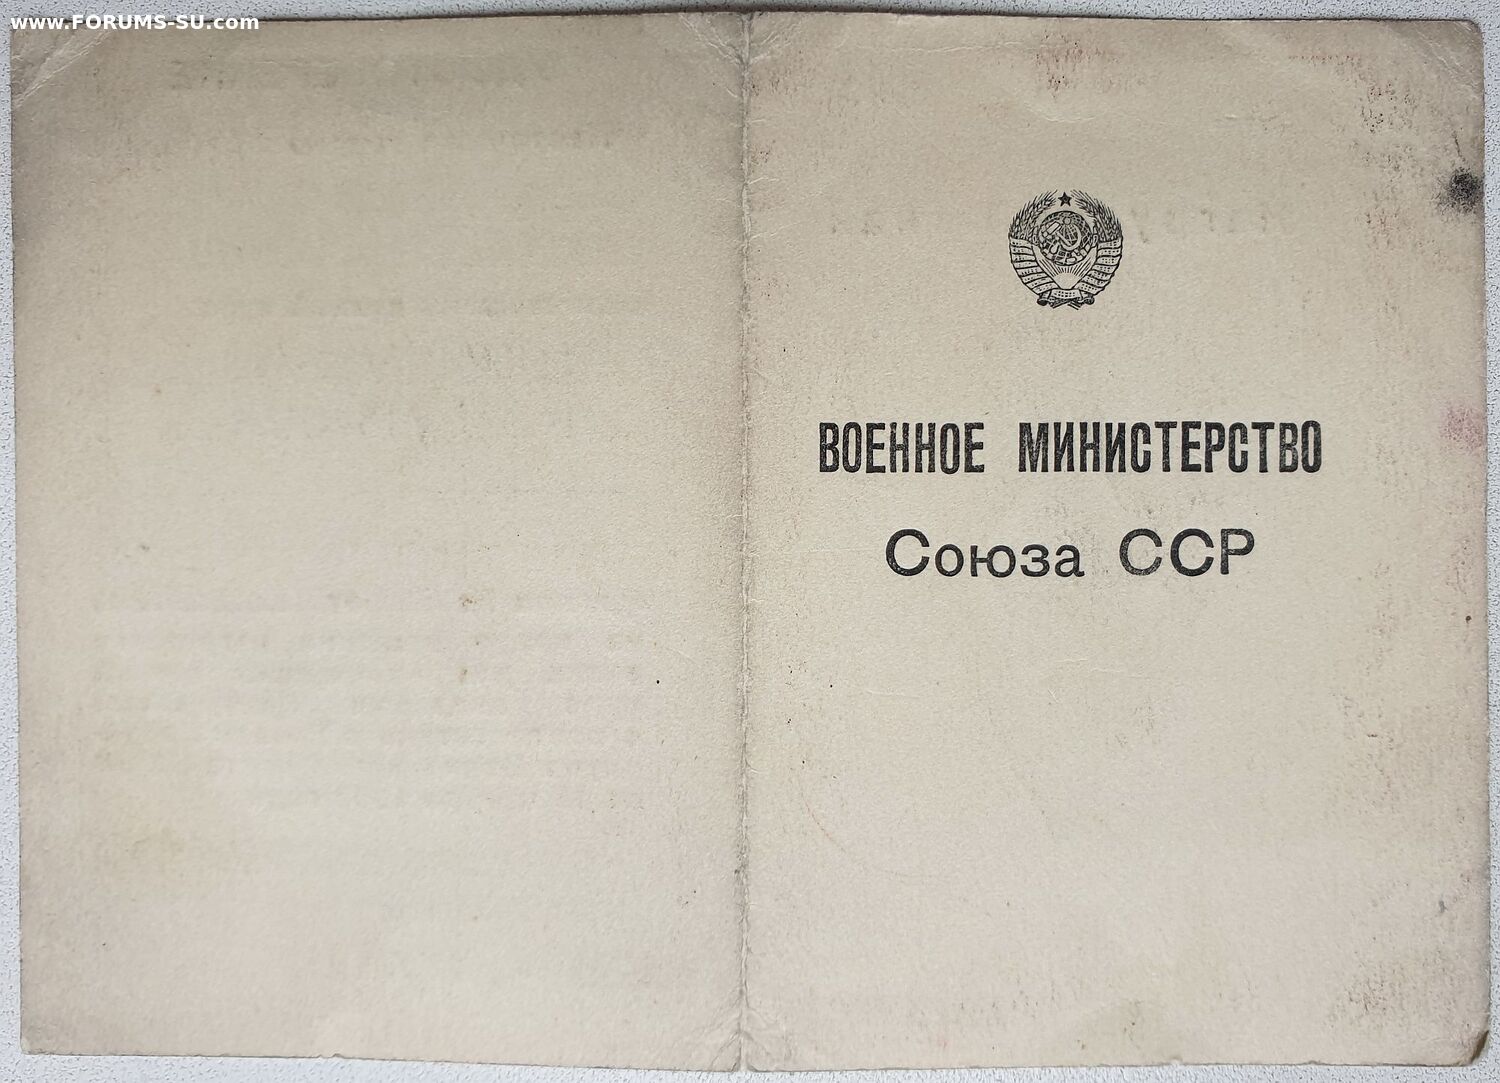 www.FORUMS-SU.com
ВОЕННОЕ МИНИСТЕРСТВО
Союза ССР